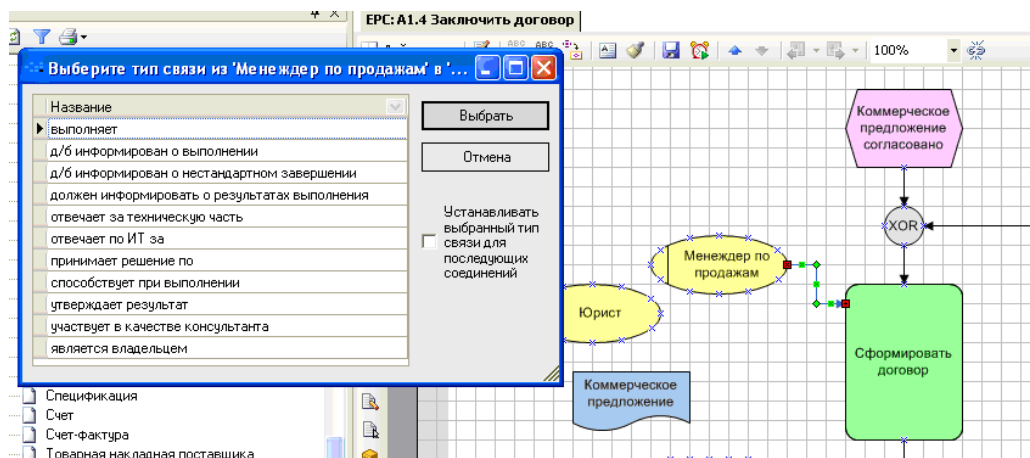 EPC: A1.4 Заключить договор
100%
Выберите тип связи из 'Менеждер по продажам' в '...
Название
выполняет
д/б информирован о выполнении
д/б информирован о нестандартном завершении
должен информировать о результатах выполнения
отвечает за техническую часть
отвечает по ИТ за
принимает решение по
способствует при выполнении
утверждает результат
участвует в качестве консультанта
является владельцем
Выбрать
Отмена
Устанавливать
выбранный тип
связи для
последующих
соединений
Коммерческое
предложение
согласовано
XOR
Менеждер по
продажам
Юрист
Сформировать
договор
Коммерческое
предложение
Спецификация
Счет
Счет-фактура
Товарная накладная поставщика